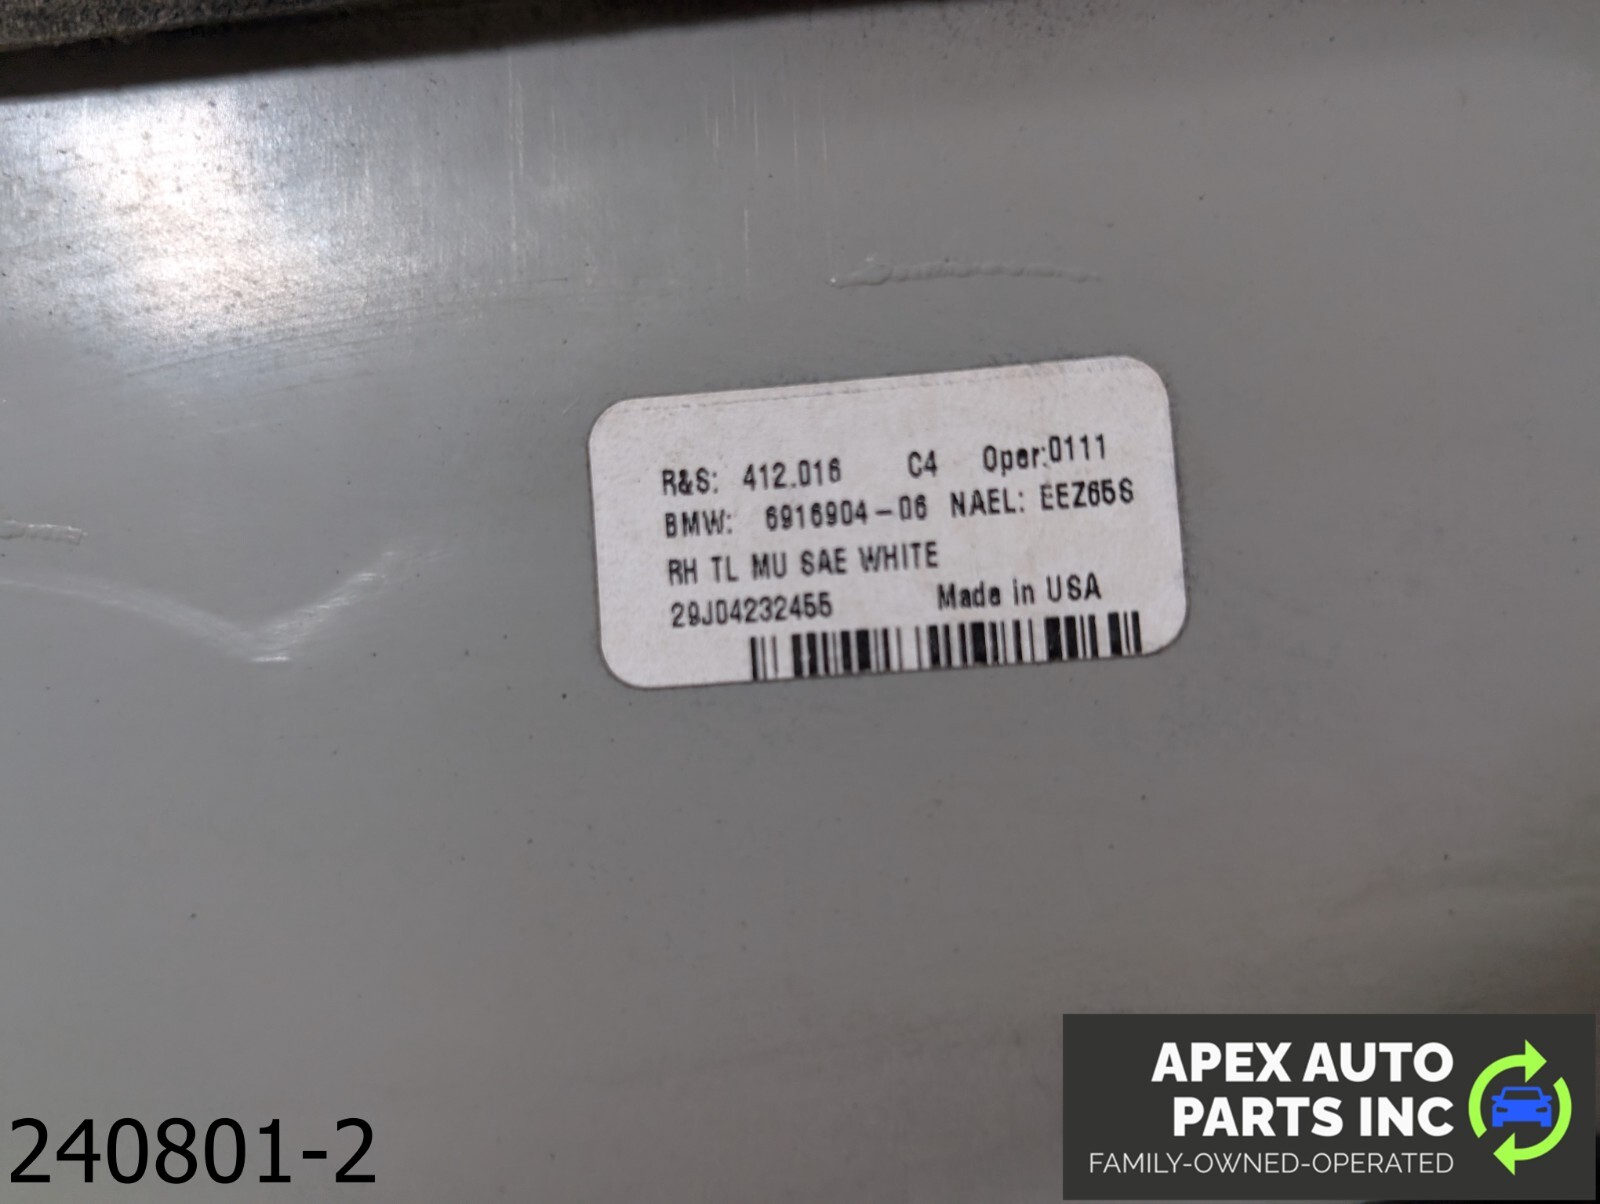 R&S: 412.016 C4 Oper:0111
BMW: 6916904-06 NAEL: EEZ65S
RH TL MU SAE WHITE
29J04232455 Made in USA
APEX AUTO
PARTS INC
FAMILY-OWNED-OPERATED
240801-2